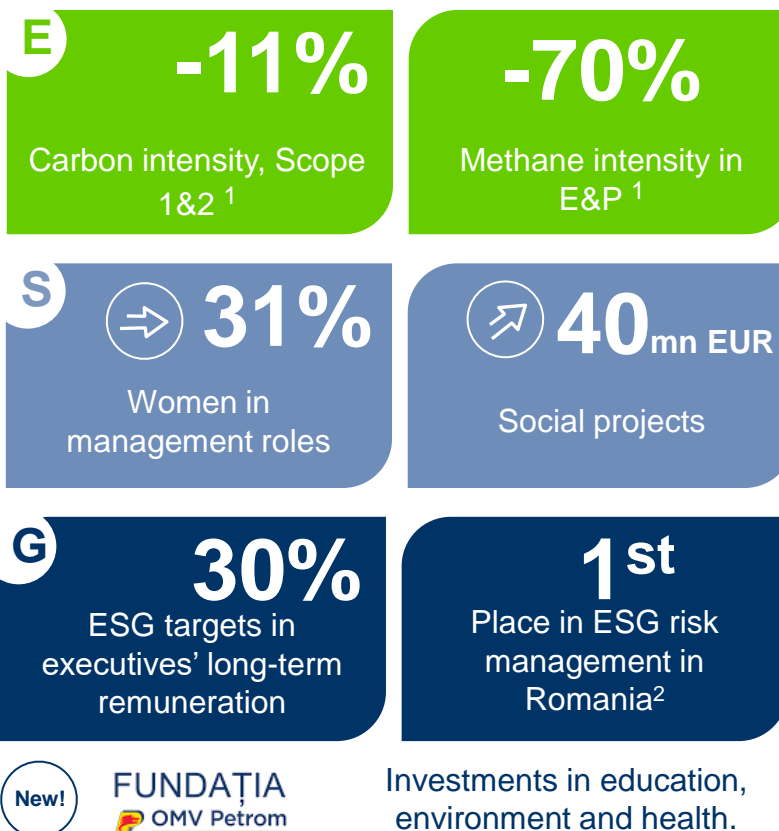 E
-11%
Carbon intensity, Scope
1&2 ¹
-70%
Methane intensity in
E&P ¹
S
31%
Women in
management roles
40 mn EUR
Social projects
G
30%
ESG targets in
executives’ long-term
remuneration
1st
Place in ESG risk
management in
Romania²
New!
FUNDAȚIA
OMV Petrom
Investments in education,
environment and health.